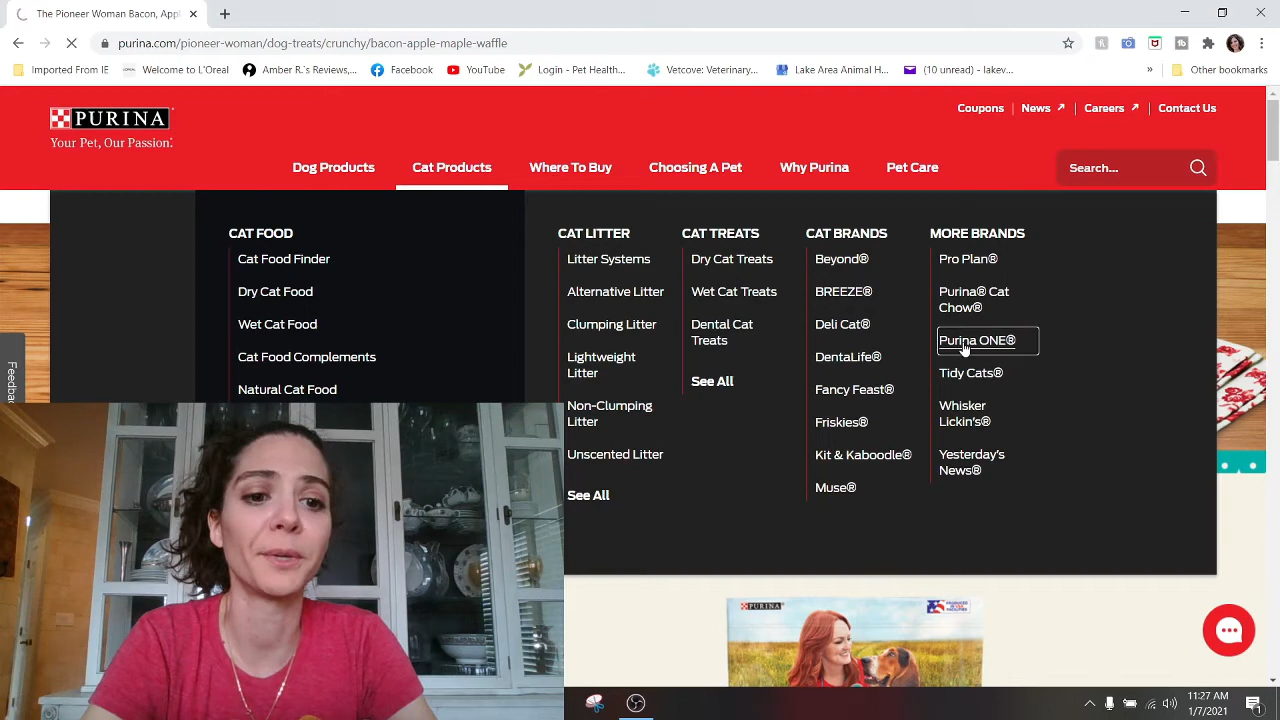 The Pioneer Woman Bacon, Appl
purina.com/pioneer-woman/dog-treats/crunchy/bacon-apple-maple-waffle
Imported From IE
Welcome to L'Oreal
Amber R.'s Reviews,...
Facebook
YouTube
Login - Pet Health...
Vetcove: Veterinary...
Lake Area Animal H...
(10 unread) - lakev...
»
Other bookmarks
PURINA
Your Pet, Our Passion.
Coupons
News
Careers
Contact Us
Dog Products
Cat Products
Where To Buy
Choosing A Pet
Why Purina
Pet Care
Search...
CAT FOOD
Cat Food Finder
Dry Cat Food
Wet Cat Food
Cat Food Complements
Natural Cat Food
CAT LITTER
Litter Systems
Alternative Litter
Clumping Litter
Lightweight
Litter
Non-Clumping
Litter
Unscented Litter
See All
CAT TREATS
Dry Cat Treats
Wet Cat Treats
Dental Cat
Treats
See All
CAT BRANDS
Beyond®
BREEZE®
Deli Cat®
DentaLife®
Fancy Feast®
Friskies®
Kit & Kaboodle®
Muse®
MORE BRANDS
Pro Plan®
Purina® Cat
Chow®
Purina ONE®
Tidy Cats®
Whisker
Lickin's®
Yesterday's
News®
Feedbac
PURINA
11:27 AM
1/7/2021